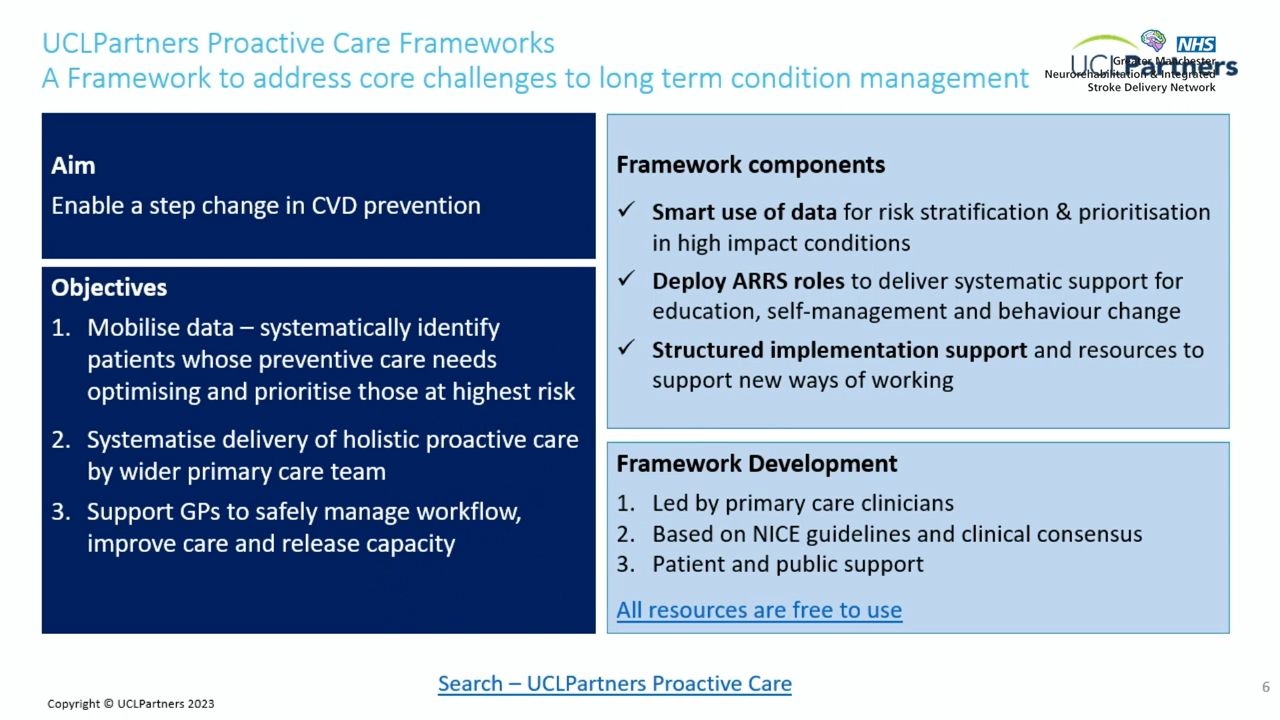 UCLPartners Proactive Care Frameworks
A Framework to address core challenges to long term condition management
NHS
UCLPartners
Greater Manchester
Neurorehabilitation & Integrated
Stroke Delivery Network
Aim
Enable a step change in CVD prevention
Objectives
1. Mobilise data – systematically identify
patients whose preventive care needs
optimising and prioritise those at highest risk
2. Systematise delivery of holistic proactive care
by wider primary care team
3. Support GPs to safely manage workflow,
improve care and release capacity
Framework components
✓ Smart use of data for risk stratification & prioritisation
in high impact conditions
✓ Deploy ARRS roles to deliver systematic support for
education, self-management and behaviour change
✓ Structured implementation support and resources to
support new ways of working
Framework Development
1. Led by primary care clinicians
2. Based on NICE guidelines and clinical consensus
3. Patient and public support
All resources are free to use
Search – UCLPartners Proactive Care
6
Copyright © UCLPartners 2023